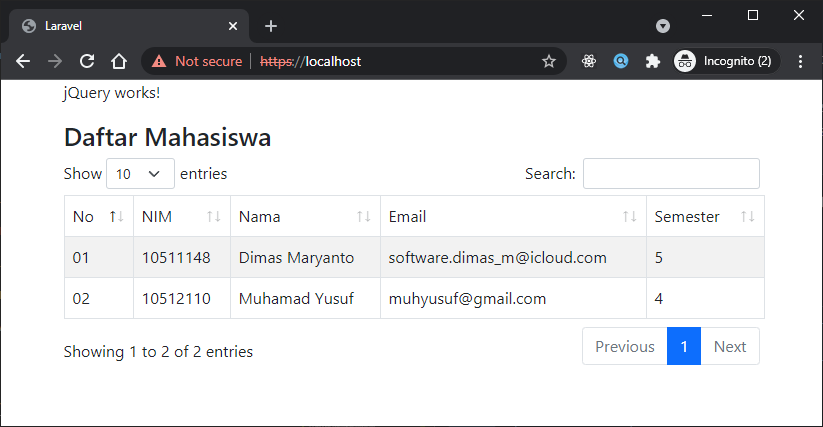 Laravel
Not secure https://localhost Incognito (2)
jQuery works!
Daftar Mahasiswa
Show 10 entries Search:
No NIM Nama Email Semester
01 10511148 Dimas Maryanto software.dimas_m@icloud.com 5
02 10512110 Muhamad Yusuf muhyusuf@gmail.com 4
Showing 1 to 2 of 2 entries Previous 1 Next